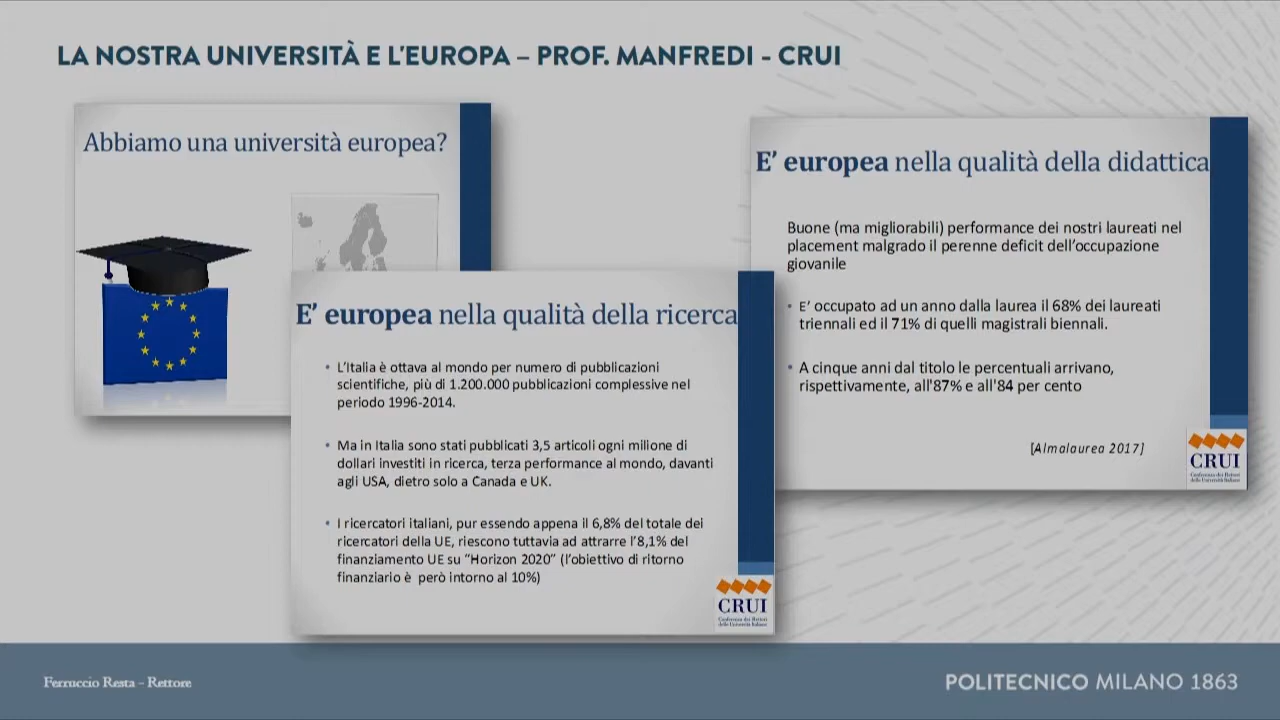 LA NOSTRA UNIVERSITÀ E L'EUROPA – PROF. MANFREDI - CRUI
Abbiamo una università europea?
E' europea nella qualità della ricerca
• L'Italia è ottava al mondo per numero di pubblicazioni
scientifiche, più di 1.200.000 pubblicazioni complessive nel
periodo 1996-2014.
• Ma in Italia sono stati pubblicati 3,5 articoli ogni milione di
dollari investiti in ricerca, terza performance al mondo, davanti
agli USA, dietro solo a Canada e UK.
• I ricercatori italiani, pur essendo appena il 6,8% del totale dei
ricercatori della UE, riescono tuttavia ad attrarre l'8,1% del
finanziamento UE su “Horizon 2020” (l'obiettivo di ritorno
finanziario è però intorno al 10%)
CRUI
Conferenza dei Rettori
delle Università Italiane
E' europea nella qualità della didattica
Buone (ma migliorabili) performance dei nostri laureati nel
placement malgrado il perenne deficit dell'occupazione
giovanile
• E' occupato ad un anno dalla laurea il 68% dei laureati
triennali ed il 71% di quelli magistrali biennali.
• A cinque anni dal titolo le percentuali arrivano,
rispettivamente, all'87% e all'84 per cento
[Almalaurea 2017]
CRUI
Conferenza dei Rettori
delle Università Italiane
Ferruccio Resta – Rettore
POLITECNICO MILANO 1863